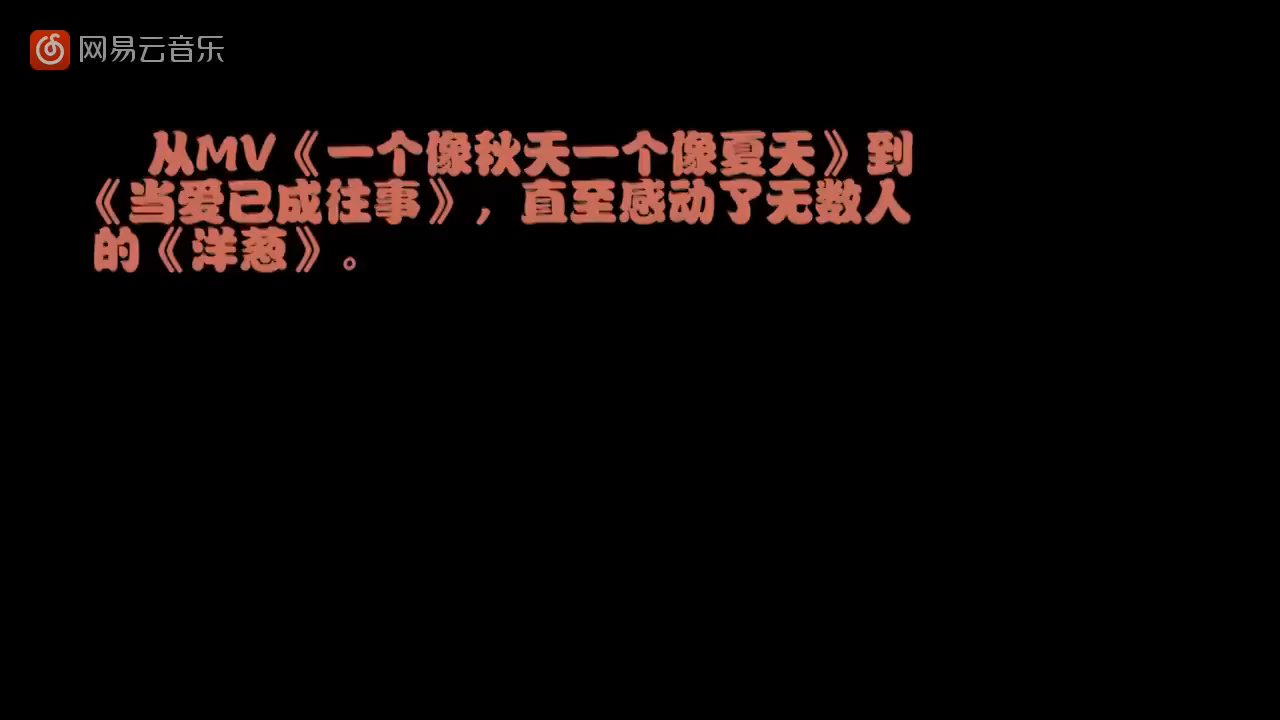 网易云音乐
从MV《一个像秋天一个像夏天》到
《当爱已成往事》，直至感动了无数人
的《洋葱》。